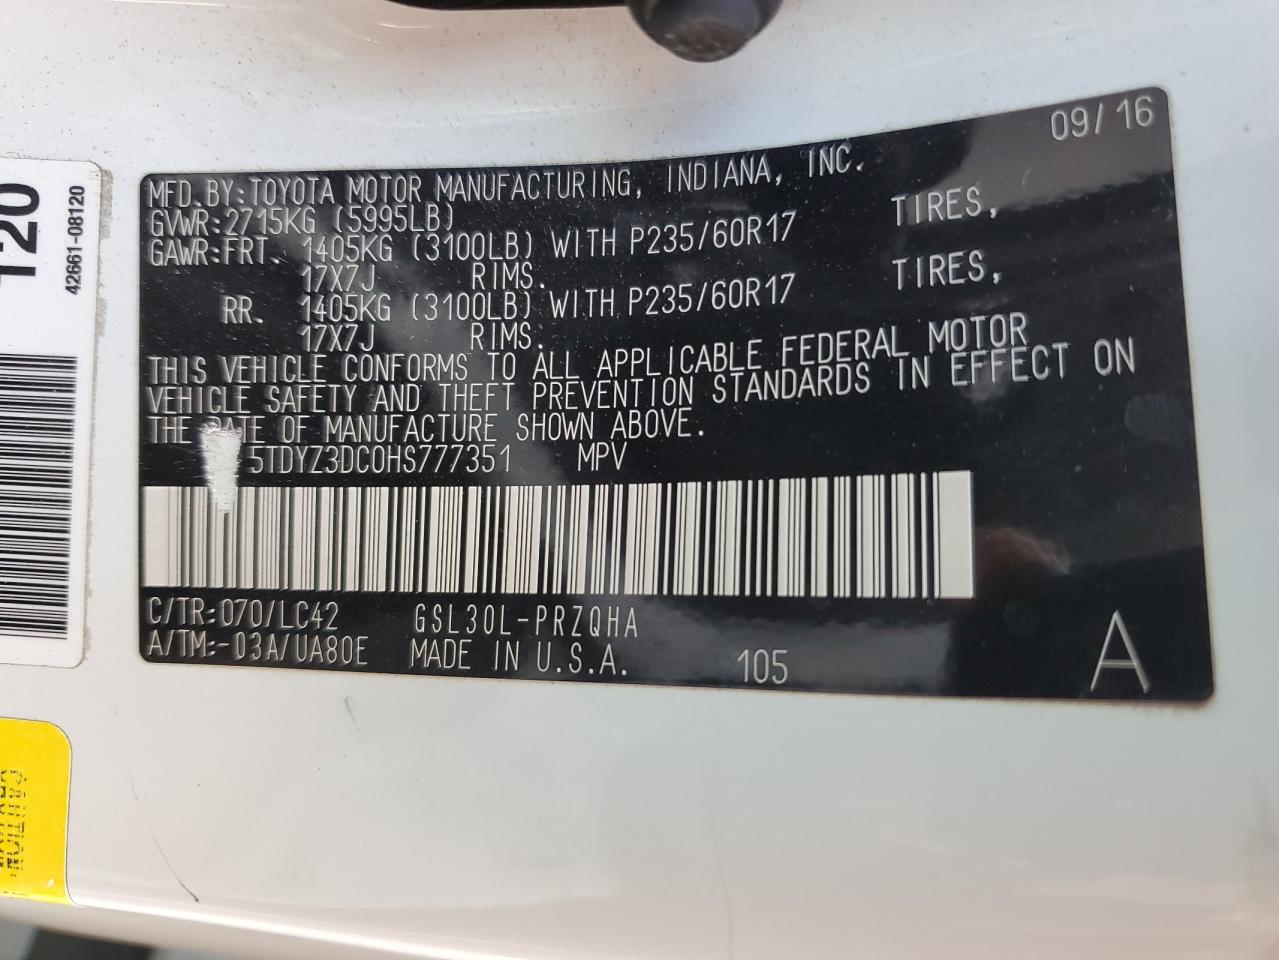 09/16
MFD.BY:TOYOTA MOTOR MANUFACTURING, INDIANA, INC.
GVWR:2715KG (5995LB)
GAWR:FRT. 1405KG (3100LB) WITH P235/60R17 TIRES,
17X7J RIMS.
RR. 1405KG (3100LB) WITH P235/60R17 TIRES,
17X7J RIMS.
THIS VEHICLE CONFORMS TO ALL APPLICABLE FEDERAL MOTOR
VEHICLE SAFETY AND THEFT PREVENTION STANDARDS IN EFFECT ON
THE DATE OF MANUFACTURE SHOWN ABOVE.
5TDYZ3DC0HS777351 MPV
C/TR:070/LC42 GSL30L-PRZQHA
A/TM:-03A/UA80E MADE IN U.S.A. 105 A
120
42661-08120